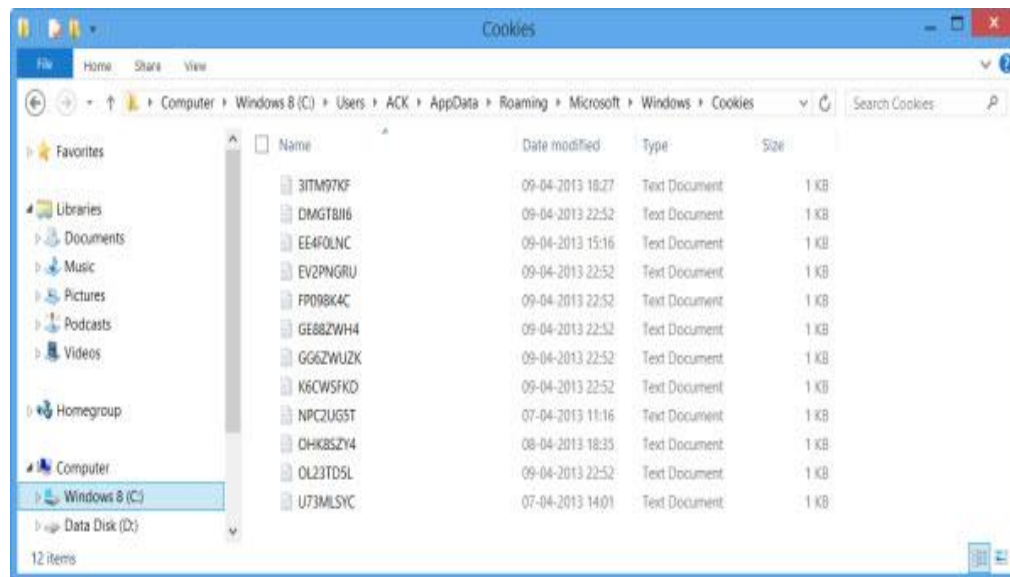 Cookies
File Home Share View
Computer Windows 8 (C:) Users ACK AppData Roaming Microsoft Windows Cookies Search Cookies
Name Date modified Type Size
Favorites
Libraries
Documents
Music
Pictures
Podcasts
Videos
Homegroup
Computer
Windows 8 (C:)
Data Disk (D:)
3ITM97KF 09-04-2013 18:27 Text Document 1 KB
DMGT8JI6 09-04-2013 22:52 Text Document 1 KB
EE4F0LNC 09-04-2013 15:16 Text Document 1 KB
EV2PNGRU 09-04-2013 22:52 Text Document 1 KB
FP098K4C 09-04-2013 22:52 Text Document 1 KB
GE88ZWH4 09-04-2013 22:52 Text Document 1 KB
GG6ZWUZK 09-04-2013 22:52 Text Document 1 KB
K6CWSFKD 09-04-2013 22:52 Text Document 1 KB
NPC2UG5T 07-04-2013 11:16 Text Document 1 KB
OHK8SZY4 08-04-2013 18:35 Text Document 1 KB
OL23TD5L 09-04-2013 22:52 Text Document 1 KB
U73MLSYC 07-04-2013 14:01 Text Document 1 KB
12 items